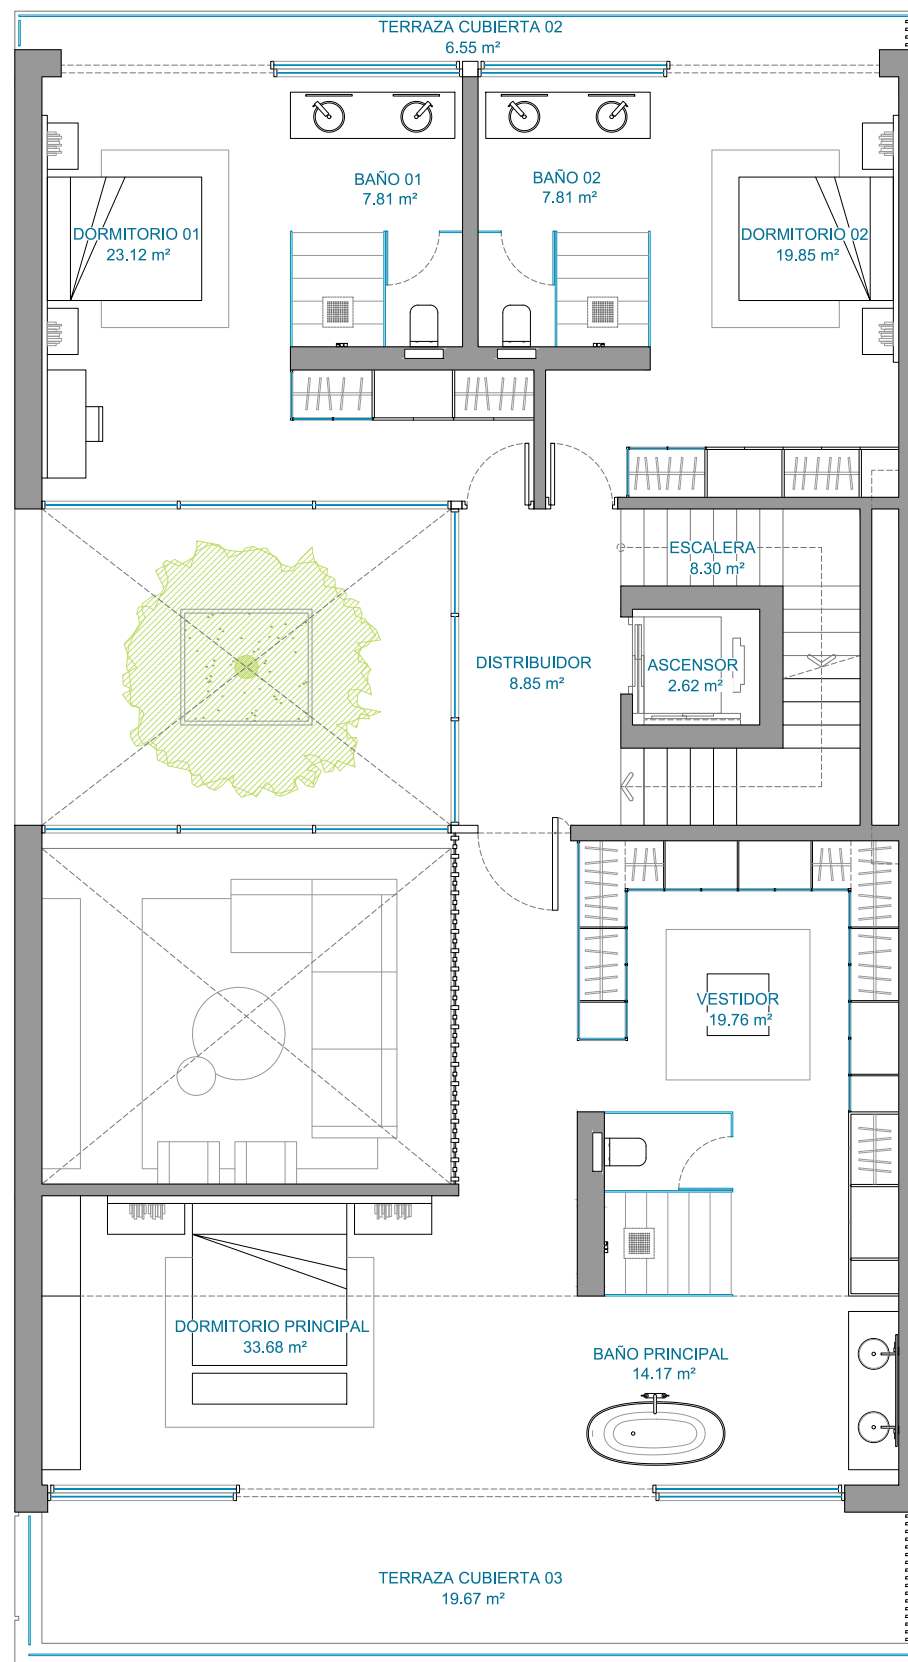 TERRAZA CUBIERTA 02
6.55 m²
BAÑO 01
7.81 m²
BAÑO 02
7.81 m²
DORMITORIO 01
23.12 m²
DORMITORIO 02
19.85 m²
ESCALERA
8.30 m²
DISTRIBUIDOR
8.85 m²
ASCENSOR
2.62 m²
VESTIDOR
19.76 m²
DORMITORIO PRINCIPAL
33.68 m²
BAÑO PRINCIPAL
14.17 m²
TERRAZA CUBIERTA 03
19.67 m²